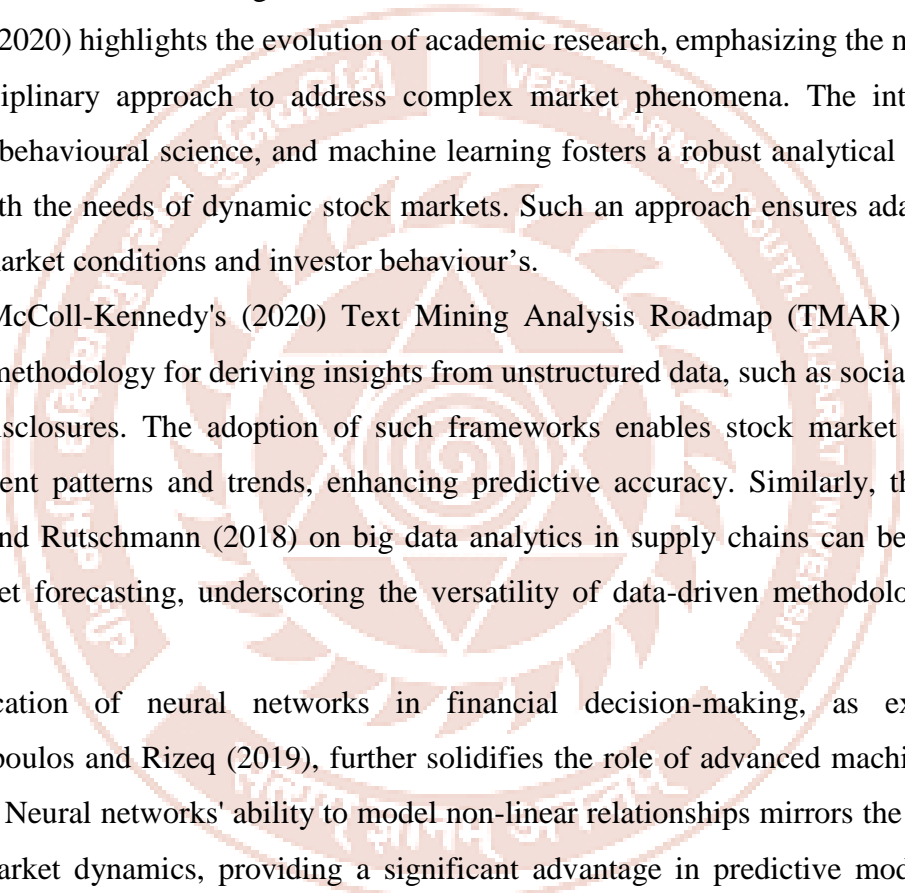 2020) highlights the evolution of academic research, emphasizing the
iplinary approach to address complex market phenomena. The int
behavioural science, and machine learning fosters a robust analytical
th the needs of dynamic stock markets. Such an approach ensures ada
arket conditions and investor behaviour's.
McColl-Kennedy's (2020) Text Mining Analysis Roadmap (TMAR)
methodology for deriving insights from unstructured data, such as social
isclosures. The adoption of such frameworks enables stock market
ent patterns and trends, enhancing predictive accuracy. Similarly, th
nd Rutschmann (2018) on big data analytics in supply chains can be
et forecasting, underscoring the versatility of data-driven methodolo
cation of neural networks in financial decision-making, as ex
poulos and Rizeq (2019), further solidifies the role of advanced machi
Neural networks' ability to model non-linear relationships mirrors the
arket dynamics, providing a significant advantage in predictive mod